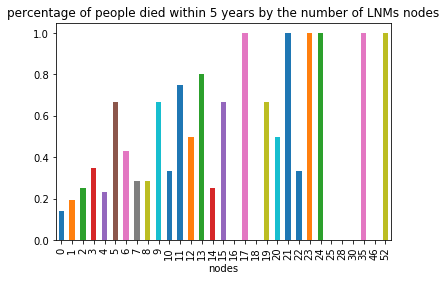 percentage of people died within 5 years by the number of LNMs nodes
1.0
0.8
0.6
0.4
0.2
0.0
0 1 2 3 4 5 6 7 8 9 10 11 12 13 14 15 16 17 18 19 20 21 22 23 24 25 28 30 35 46 52
nodes